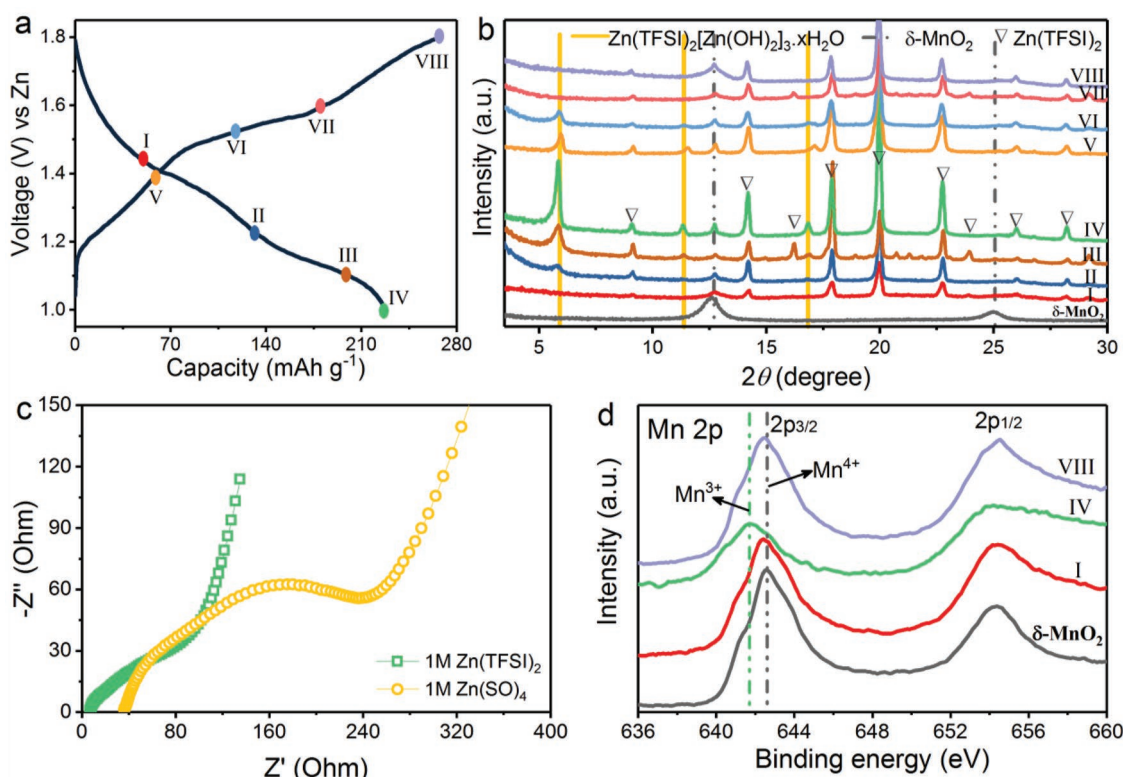 a
Voltage (V) vs Zn
1.8
1.6
1.4
1.2
1.0
I
II
III
IV
V
VI
VII
VIII
0
70
140
210
280
Capacity (mAh g⁻¹)
b
Intensity (a.u.)
Zn(TFSI)₂[Zn(OH)₂]₃.xH₂O
δ-MnO₂
▽ Zn(TFSI)₂
VIII
VII
VI
V
IV
III
II
I
δ-MnO₂
5
10
15
20
25
30
2θ (degree)
c
-Z'' (Ohm)
150
120
90
60
30
0
1M Zn(TFSI)₂
1M Zn(SO)₄
0
80
160
240
320
400
Z' (Ohm)
d
Intensity (a.u.)
Mn 2p
2p3/2
2p1/2
Mn³⁺
Mn⁴⁺
VIII
IV
I
δ-MnO₂
636
640
644
648
652
656
660
Binding energy (eV)